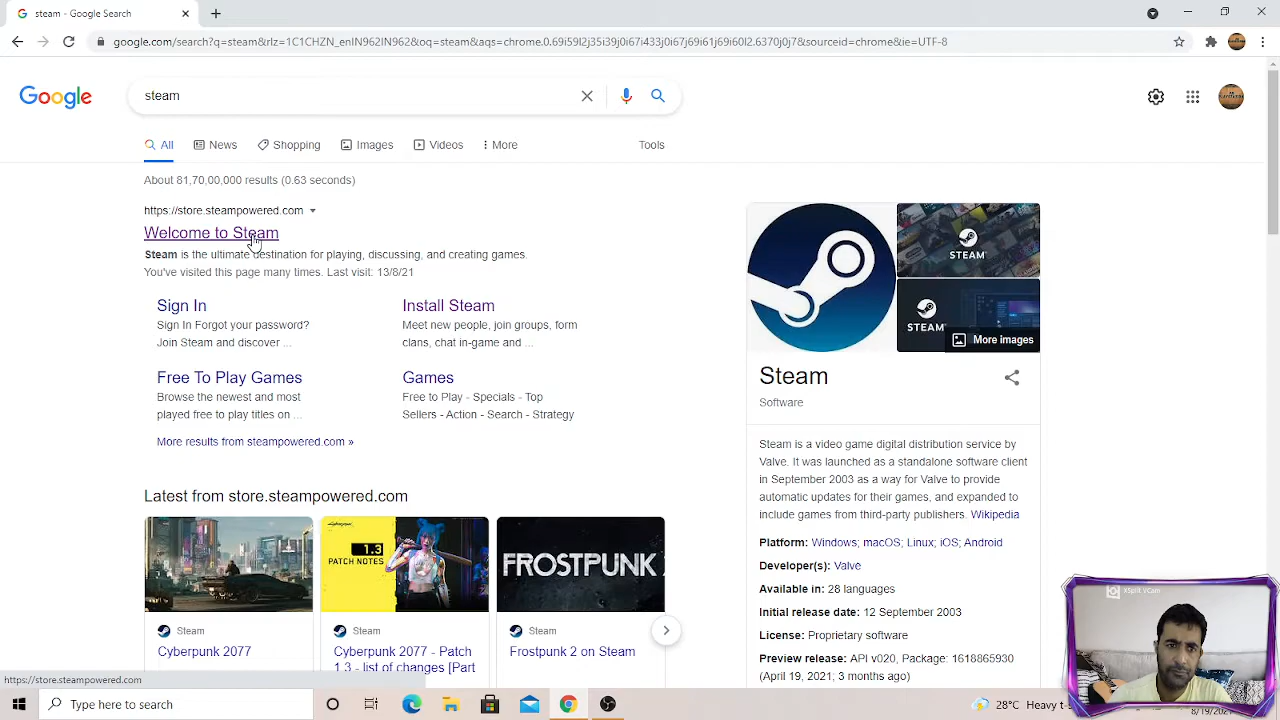 steam - Google Search
google.com/search?q=steam&rlz=1C1CHZN_enIN962IN962&oq=steam&aqs=chrome.0.69i59l2j35i39j0i67i433j0i67j69i61j69i60l2.6370j0j78&sourceid=chrome&ie=UTF-8
Google
steam
All
News
Shopping
Images
Videos
More
Tools
About 81,70,00,000 results (0.63 seconds)
https://store.steampowered.com
Welcome to Steam
Steam is the ultimate destination for playing, discussing, and creating games.
You've visited this page many times. Last visit: 13/8/21
Sign In
Sign In Forgot your password?
Join Steam and discover ...
Install Steam
Meet new people, join groups, form
clans, chat in-game and ...
Free To Play Games
Browse the newest and most
played free to play titles on ...
Games
Free to Play - Specials - Top
Sellers - Action - Search - Strategy
More results from steampowered.com »
Latest from store.steampowered.com
cyberpunk
1.3
PATCH NOTES
FROSTPUNK
Steam
Cyberpunk 2077
Steam
Cyberpunk 2077 - Patch
1.3 - list of changes [Part
Steam
Frostpunk 2 on Steam
STEAM
STEAM
More images
Steam
Software
Steam is a video game digital distribution service by
Valve. It was launched as a standalone software client
in September 2003 as a way for Valve to provide
automatic updates for their games, and expanded to
include games from third-party publishers. Wikipedia
Platform: Windows; macOS; Linux; iOS; Android
Developer(s): Valve
Available in: 28 languages
Initial release date: 12 September 2003
License: Proprietary software
Preview release: API v020, Package: 1618865930
(April 19, 2021, 3 months ago)
XSplit VCam
https://store.steampowered.com
Type here to search
28°C Heavy t
8/19/2021